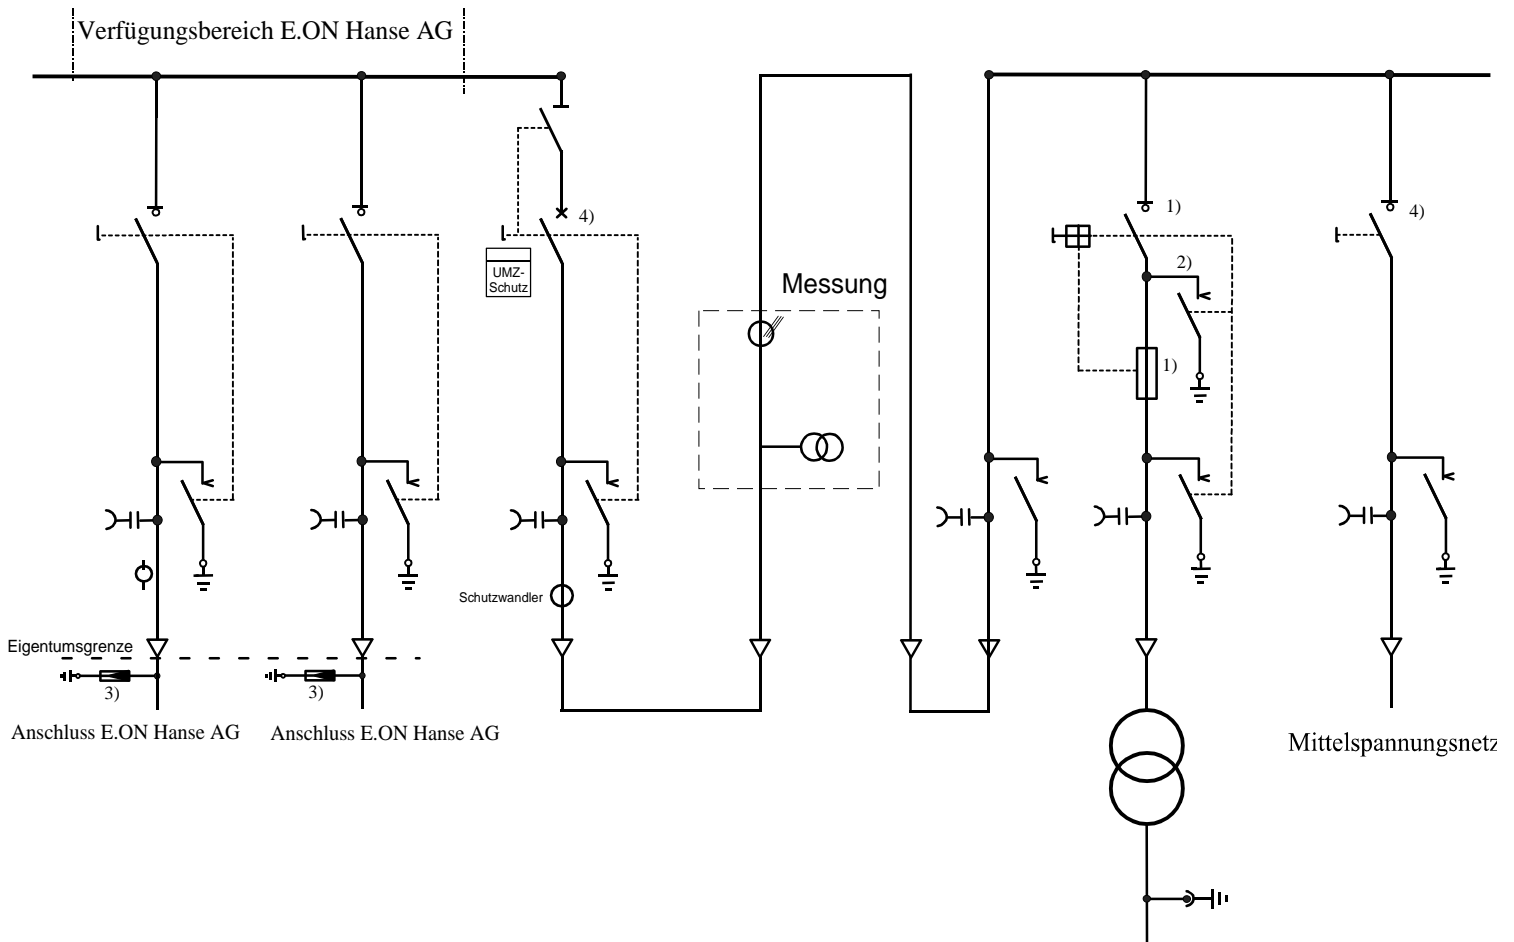 Verfügungsbereich E.ON Hanse AG
4)
1)
4)
UMZ-
Schutz
2)
Messung
1)
Schutzwandler
Eigentumsgrenze
3)
3)
Anschluss E.ON Hanse AG
Anschluss E.ON Hanse AG
Mittelspannungsnetz